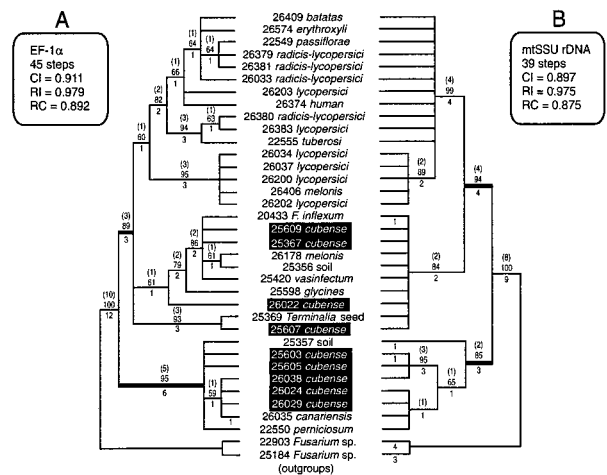 A
EF-1α
45 steps
CI = 0.911
RI = 0.979
RC = 0.892
B
mtSSU rDNA
39 steps
CI = 0.897
RI = 0.975
RC = 0.875
26409 batatas
26574 erythroxyli
22549 passiflorae
26379 radicis-lycopersici
26381 radicis-lycopersici
26033 radicis-lycopersici
26203 lycopersici
26374 human
26380 radicis-lycopersici
26383 lycopersici
22555 tuberosi
26034 lycopersici
26037 lycopersici
26200 lycopersici
26406 melonis
26202 lycopersici
20433 F. inflexum
25609 cubense
25367 cubense
26178 melonis
25356 soil
25420 vasinfectum
25598 glycines
26022 cubense
25369 Terminalia seed
25607 cubense
25357 soil
25603 cubense
25605 cubense
26038 cubense
25024 cubense
26029 cubense
26035 canariensis
22550 perniciosum
22903 Fusarium sp.
25184 Fusarium sp.
(outgroups)
(1)
64
1
(1)
64
1
(1)
66
1
(2)
82
2
(1)
60
1
(3)
94
3
(1)
63
1
(3)
95
3
(3)
89
3
(2)
86
2
(1)
61
1
(2)
79
2
(1)
61
1
(3)
93
3
(10)
100
12
(5)
95
6
(1)
59
1
1
(4)
99
4
(2)
89
2
(4)
94
4
1
(2)
84
2
(8)
100
9
(2)
85
3
1
1
(3)
95
3
(1)
65
1
(1)
1
1
4
3